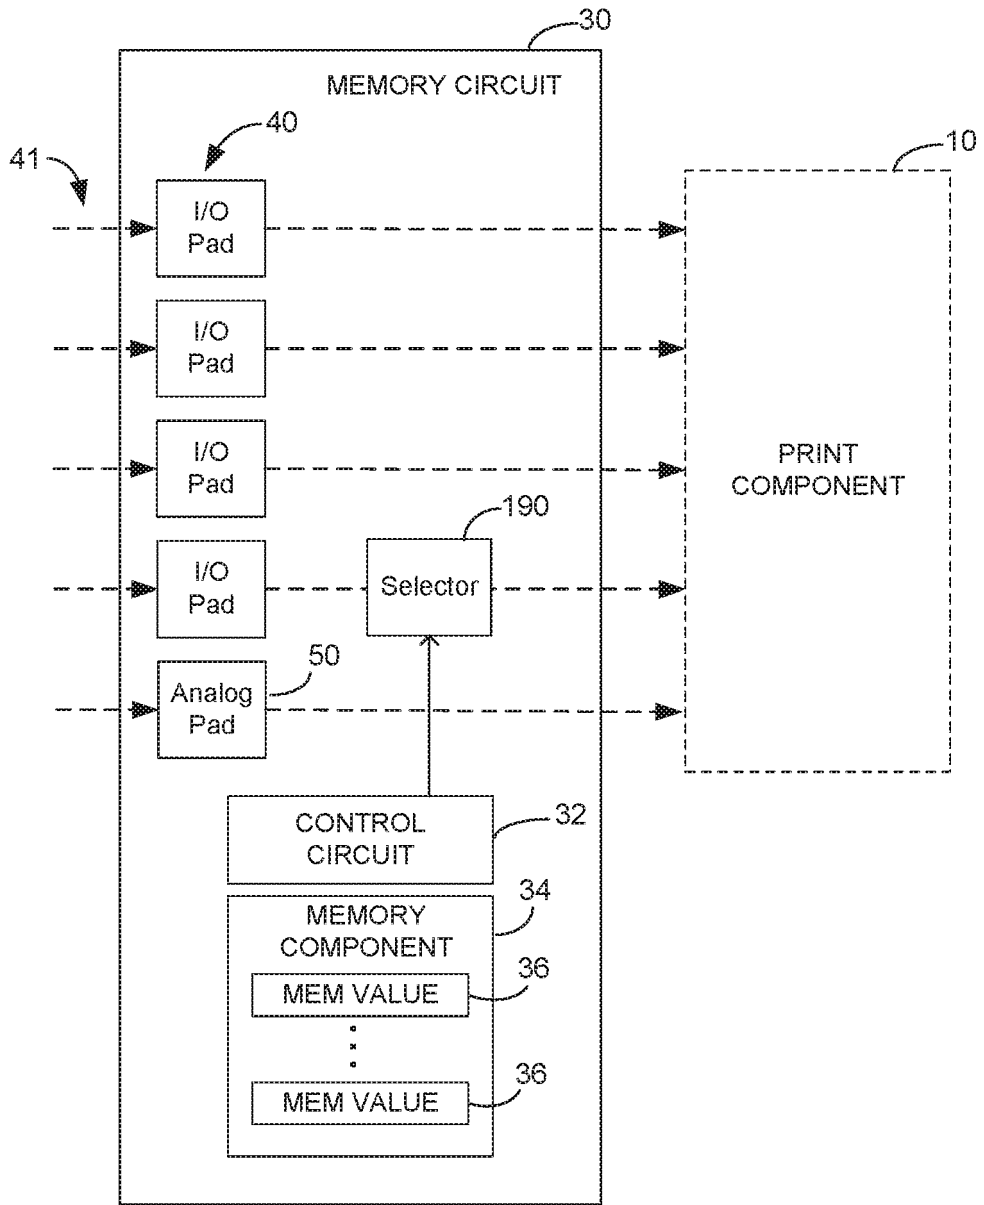 30
MEMORY CIRCUIT
40
10
41
I/O
Pad
I/O
Pad
I/O
Pad
PRINT
COMPONENT
190
I/O
Pad
Selector
50
Analog
Pad
CONTROL
CIRCUIT
32
34
MEMORY
COMPONENT
36
MEM VALUE
36
MEM VALUE